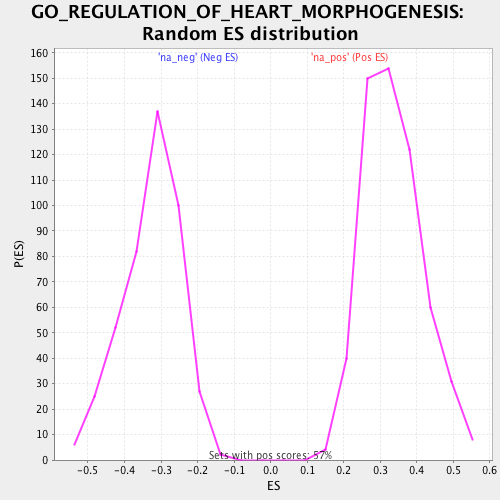 GO_REGULATION_OF_HEART_MORPHOGENESIS:
Random ES distribution
'na_neg' (Neg ES) 'na_pos' (Pos ES)
160
150
140
130
120
110
100
90
80
70
60
50
40
30
20
10
0
P(ES)
Sets with pos scores: 57%
-0.5 -0.4 -0.3 -0.2 -0.1 0.0 0.1 0.2 0.3 0.4 0.5 0.6
ES